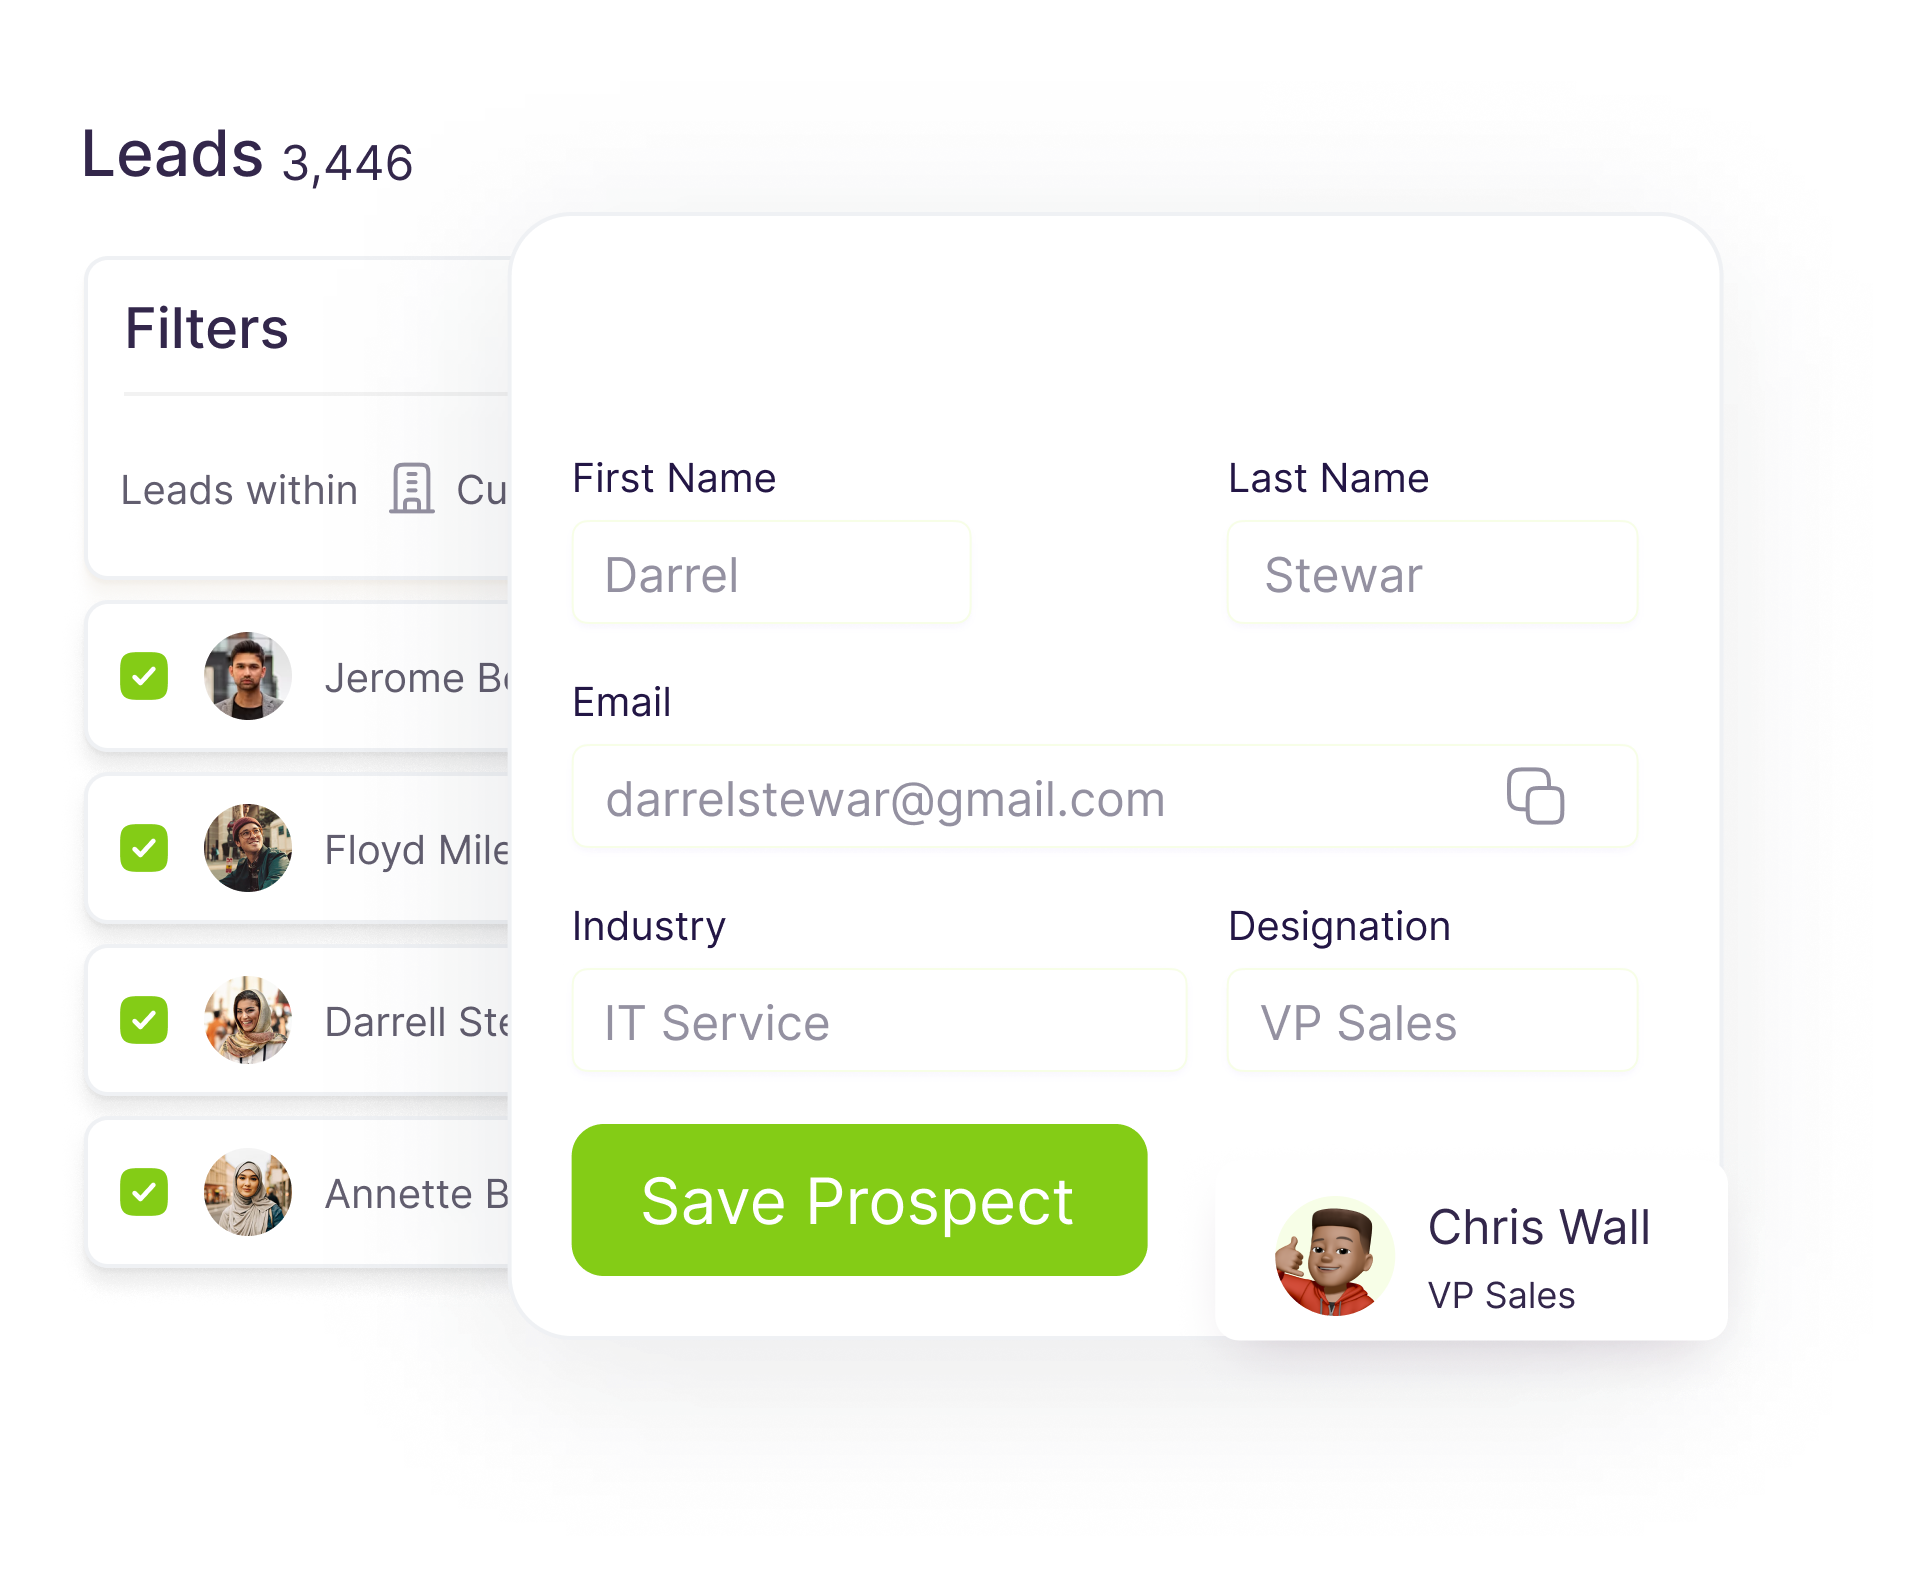 Leads 3,446
Filters
Leads within Cu
Jerome Be
Floyd Mile
Darrell Ste
Annette B
First Name
Last Name
Darrel
Stewar
Email
darrelstewar@gmail.com
Industry
Designation
IT Service
VP Sales
Save Prospect
Chris Wall
VP Sales